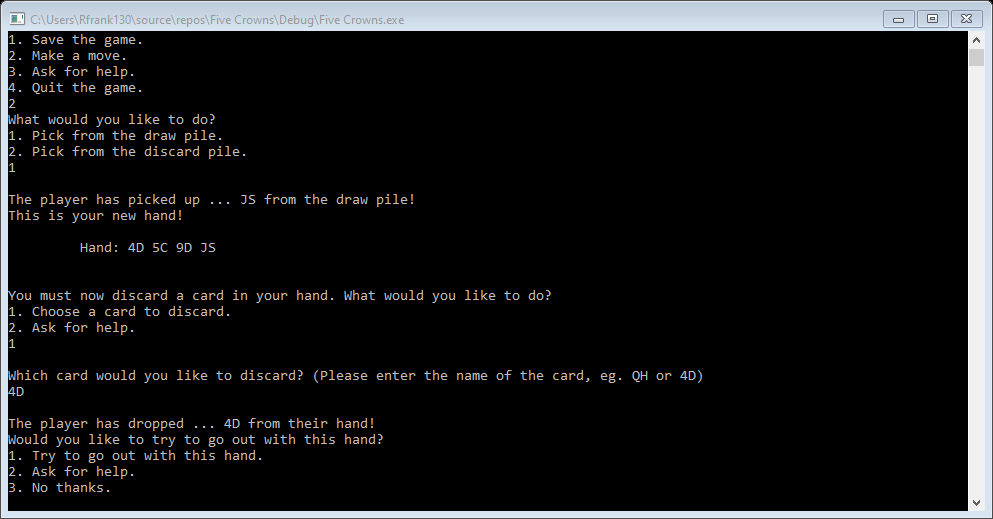 C:\Users\Rfrank130\source\repos\Five Crowns\Debug\Five Crowns.exe
1. Save the game.
2. Make a move.
3. Ask for help.
4. Quit the game.
2
What would you like to do?
1. Pick from the draw pile.
2. Pick from the discard pile.
1
The player has picked up ... JS from the draw pile!
This is your new hand!
Hand: 4D 5C 9D JS
You must now discard a card in your hand. What would you like to do?
1. Choose a card to discard.
2. Ask for help.
1
Which card would you like to discard? (Please enter the name of the card, eg. QH or 4D)
4D
The player has dropped ... 4D from their hand!
Would you like to try to go out with this hand?
1. Try to go out with this hand.
2. Ask for help.
3. No thanks.